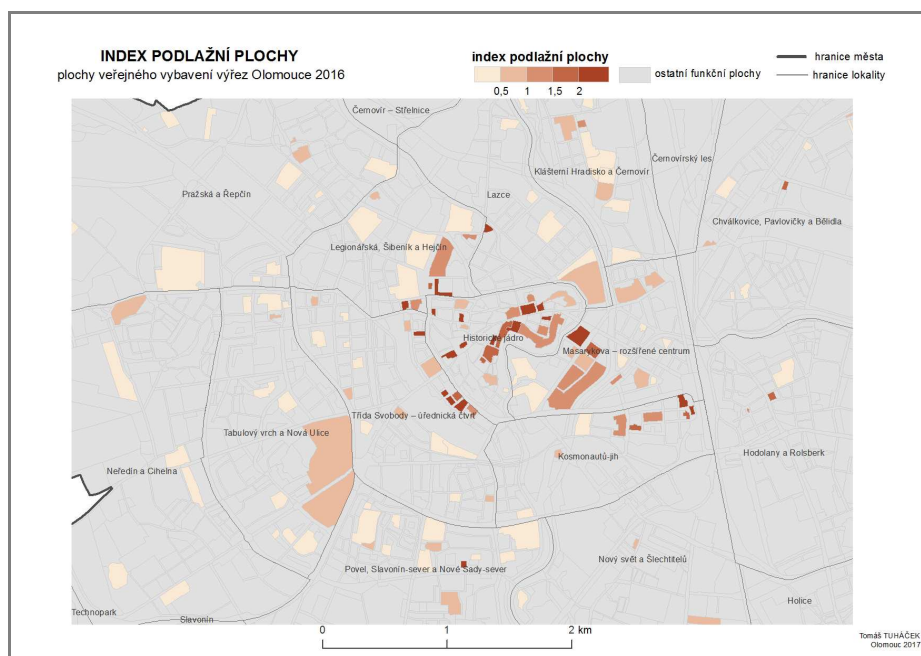 INDEX PODLAŽNÍ PLOCHY
plochy veřejného vybavení výřez Olomouce 2016
index podlažní plochy
0,5 1 1,5 2
ostatní funkční plochy
hranice města
hranice lokality
Černovír – Střelnice
Klášterní Hradisko a Černovír
Černovírský les
Pražská a Řepčín
Lazce
Chválkovice, Pavlovičky a Bělidla
Legionářská, Šibeník a Hejčín
Historické jádro
Masarykova – rozšířené centrum
Třída Svobody – úřednická čtvrť
Tabulový vrch a Nová Ulice
Kosmonautů-jih
Hodolany a Rolsberk
Neředín a Cihelna
Nový svět a Šlechtitelů
Povel, Slavonín-sever a Nové Sady-sever
Holice
Technopark
Slavonín
0 1 2 km
Tomáš TUHÁČEK
Olomouc 2017